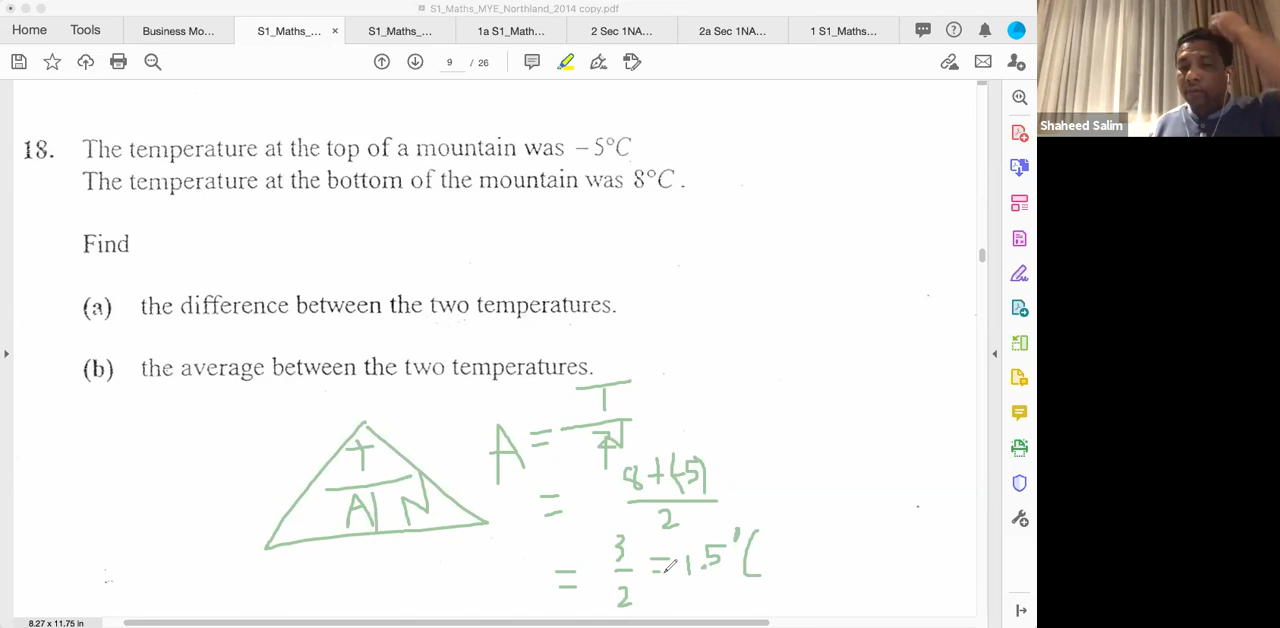 S1_Maths_MYE_Northland_2014 copy.pdf
Home Tools Business Mo... S1_Maths_... × S1_Maths_... 1a S1_Math... 2 Sec 1NA... 2a Sec 1NA... 1 S1_Maths...
9 / 26
Shaheed Salim
18. The temperature at the top of a mountain was −5°C
The temperature at the bottom of the mountain was 8°C .
Find
(a) the difference between the two temperatures.
(b) the average between the two temperatures.
T
A N
A = T/N
= 8+(-5)/2
= 3/2 = 1.5°C
8.27 x 11.75 in